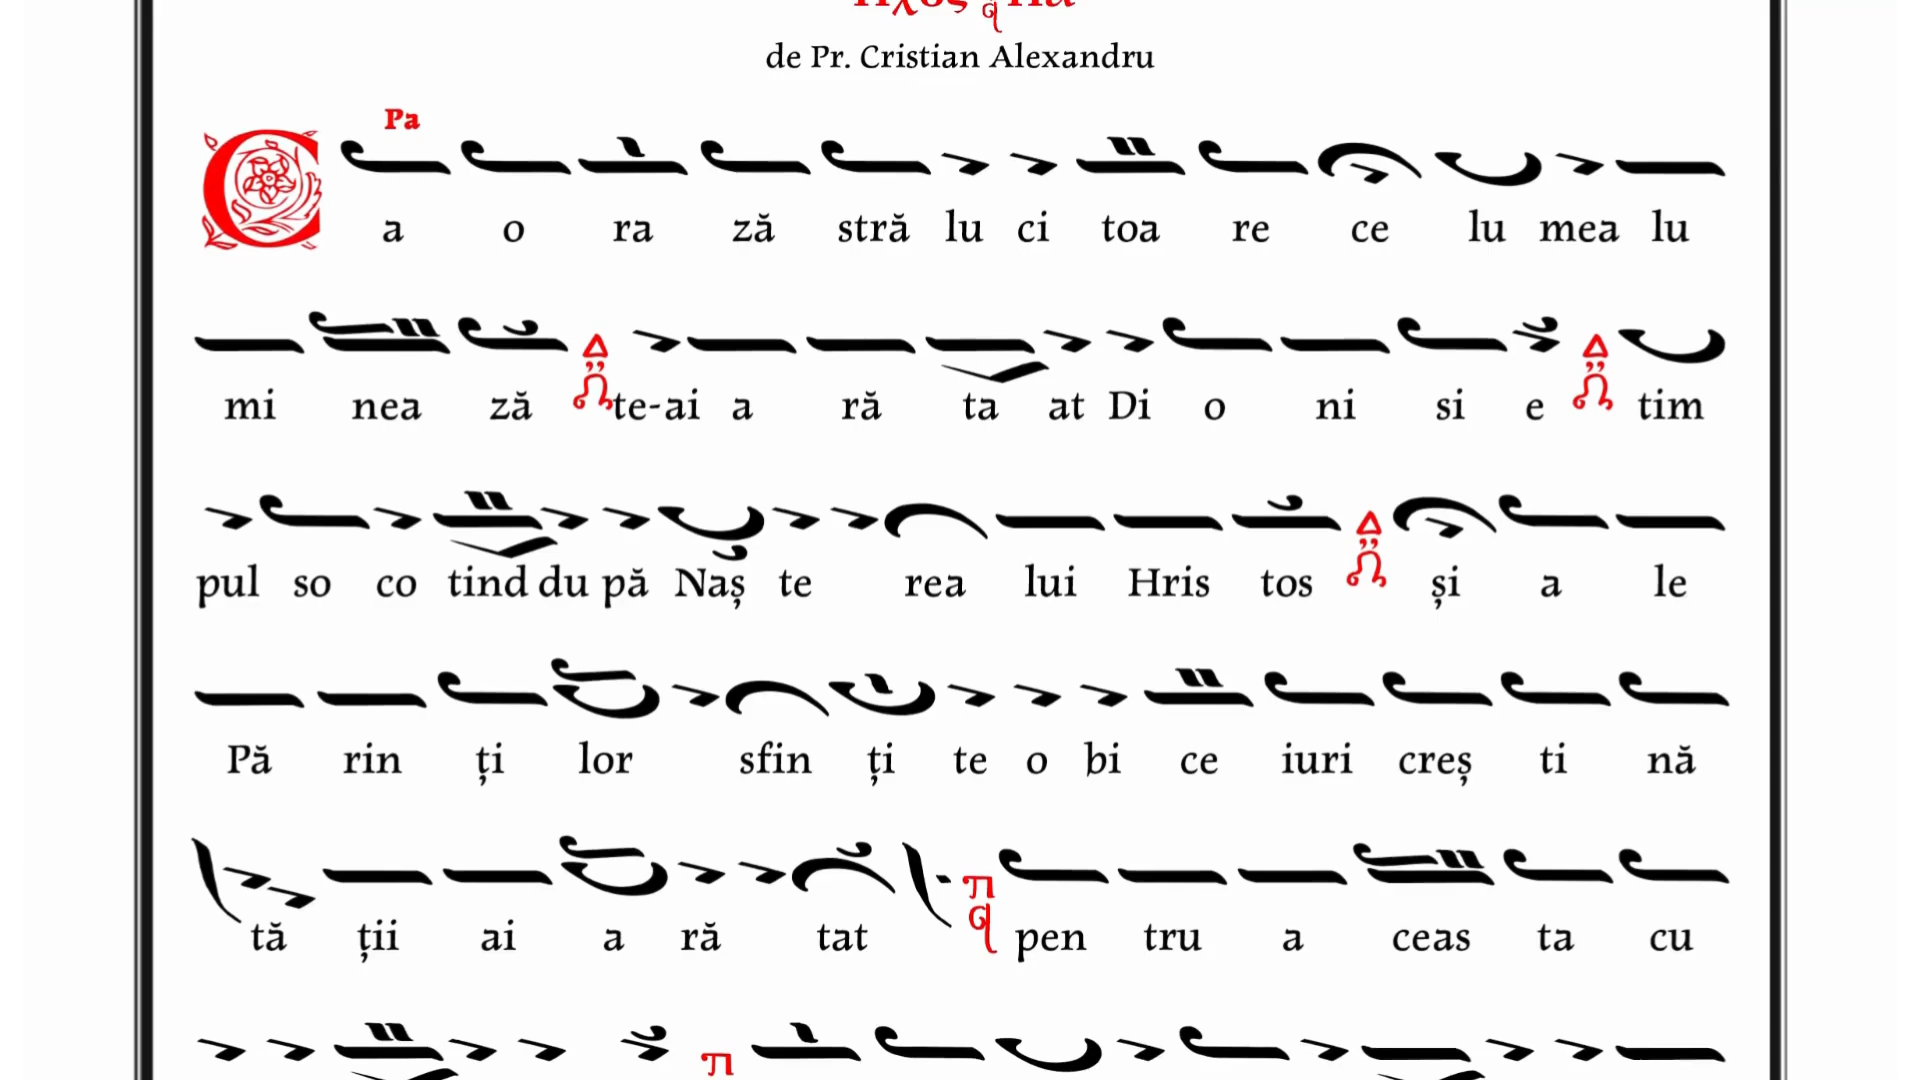 Ἦχος Πα
de Pr. Cristian Alexandru
Pa
C a o ra ză stră lu ci toa re ce lu mea lu
mi nea ză Δ te-ai a ră ta at Di o ni si e Δ tim
pul so co tind du pă Naș te rea lui Hris tos Δ și a le
Pă rin ți lor sfin ți te o bi ce iuri creș ti nă
tă ții ai a ră tat π pen tru a ceas ta cu
π